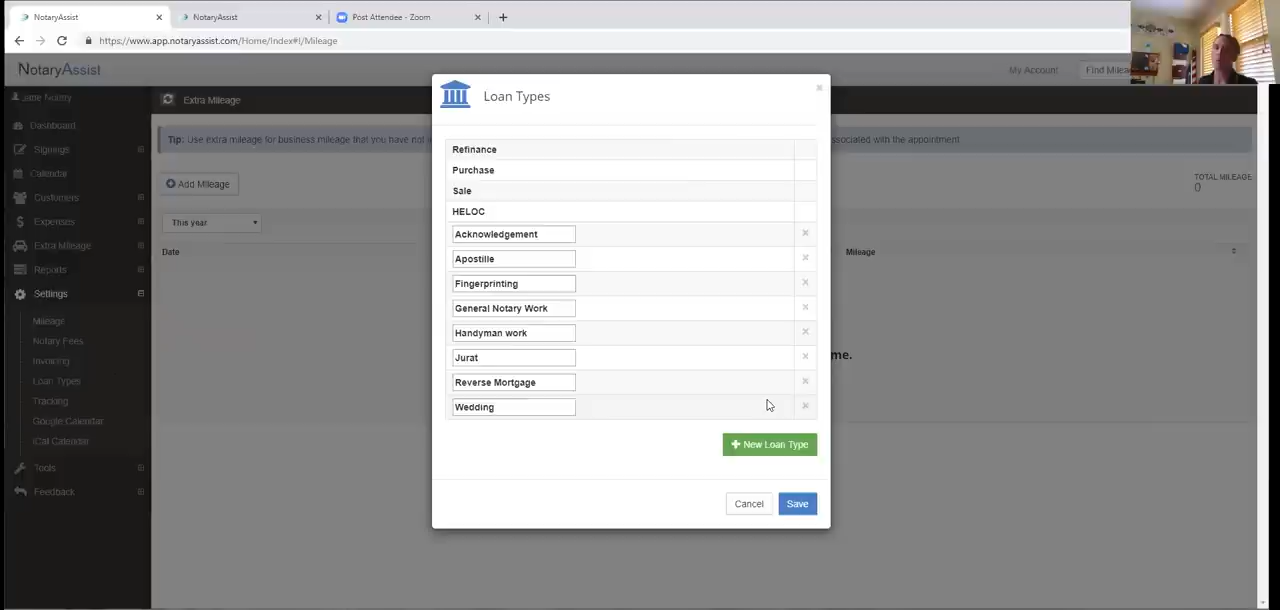 NotaryAssist
NotaryAssist
Post Attendee - Zoom
https://www.app.notaryassist.com/Home/Index#!/Mileage
NotaryAssist
My Account
Find Milea
Notary
Extra Mileage
Dashboard
Tip: Use extra mileage for business mileage that you have not
ssociated with the appointment
Signings
Calendar
Customers
Expenses
Extra Mileage
Reports
Settings
Mileage
Notary Fees
Invoicing
Loan Types
Tracking
Google Calendar
iCal Calendar
Tools
Feedback
Add Mileage
TOTAL MILEAGE
()
This year
Date
Mileage
me.
Loan Types
Refinance
Purchase
Sale
HELOC
Acknowledgement
Apostille
Fingerprinting
General Notary Work
Handyman work
Jurat
Reverse Mortgage
Wedding
New Loan Type
Cancel
Save